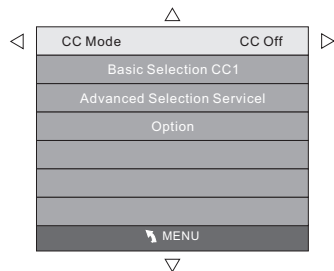 CC Mode CC Off
Basic Selection CC1
Advanced Selection Servicel
Option
MENU